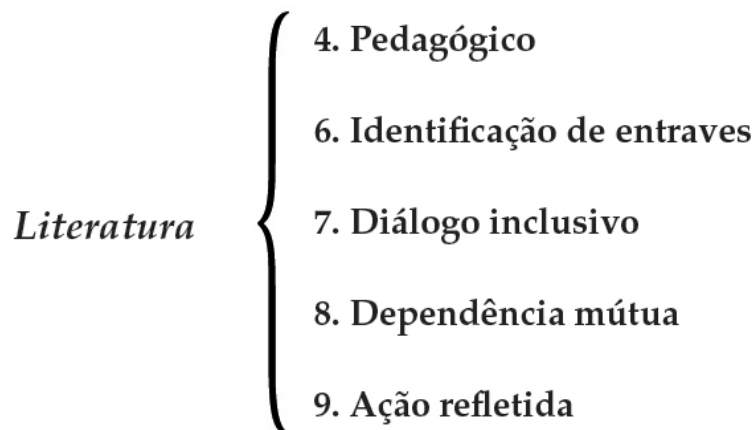 Literatura
4. Pedagógico
6. Identificação de entraves
7. Diálogo inclusivo
8. Dependência mútua
9. Ação refletida